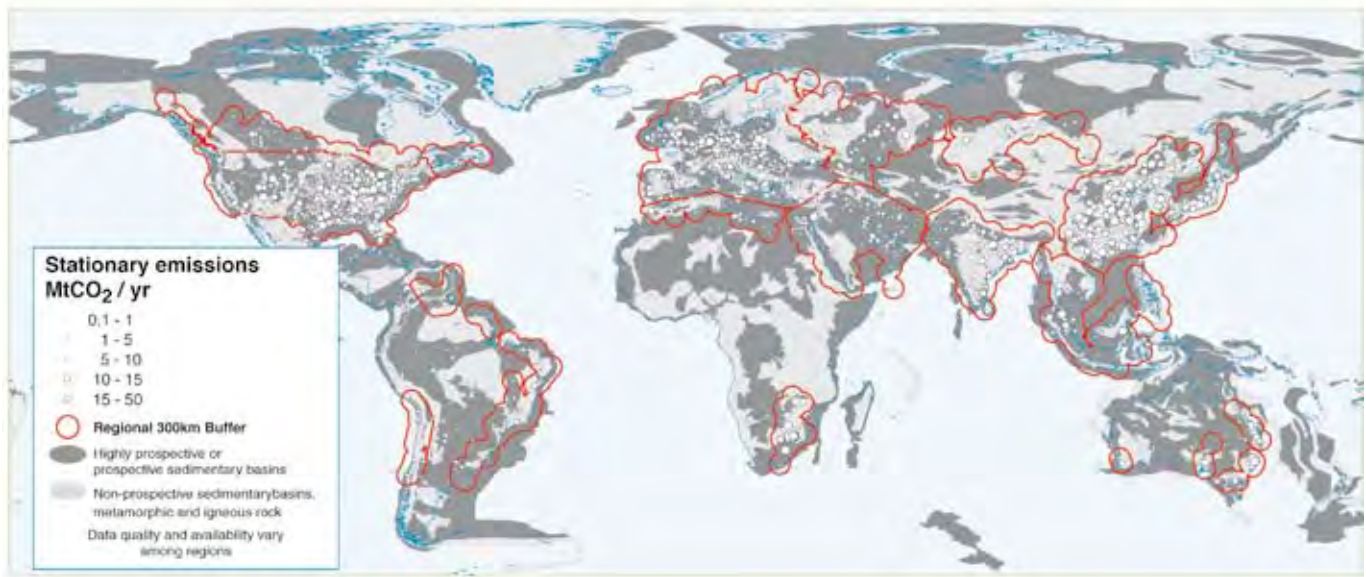 Stationary emissions
MtCO2 / yr
0,1 - 1
1 - 5
5 - 10
10 - 15
15 - 50
Regional 300km Buffer
Highly prospective or
prospective sedimentary basins
Non-prospective sedimentarybasins,
metamorphic and igneous rock
Data quality and availability vary
among regions